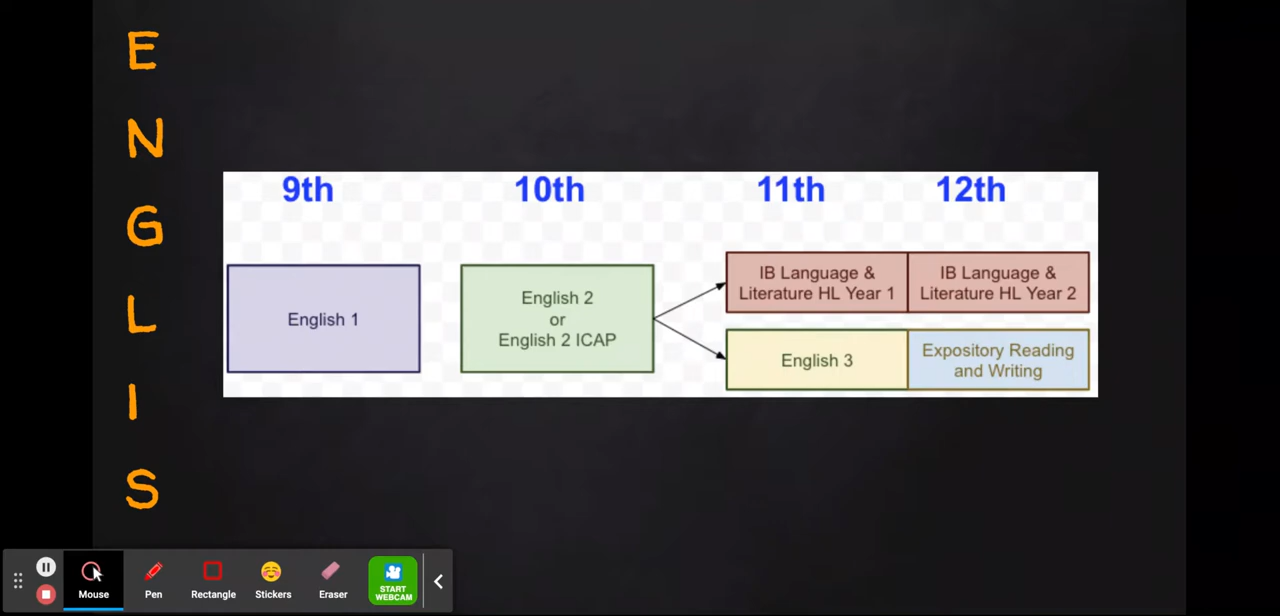 E
N
G
L
I
S
9th 10th 11th 12th
English 1
English 2
or
English 2 ICAP
IB Language &
Literature HL Year 1
IB Language &
Literature HL Year 2
English 3
Expository Reading
and Writing
Mouse
Pen
Rectangle
Stickers
Eraser
START
WEBCAM